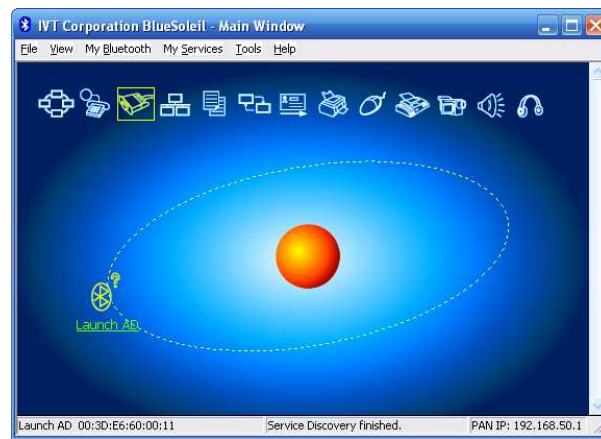 IVT Corporation BlueSoleil - Main Window
File View My Bluetooth My Services Tools Help
?
Launch AD
Launch AD 00:3D:E6:60:00:11 Service Discovery finished. PAN IP: 192.168.50.1